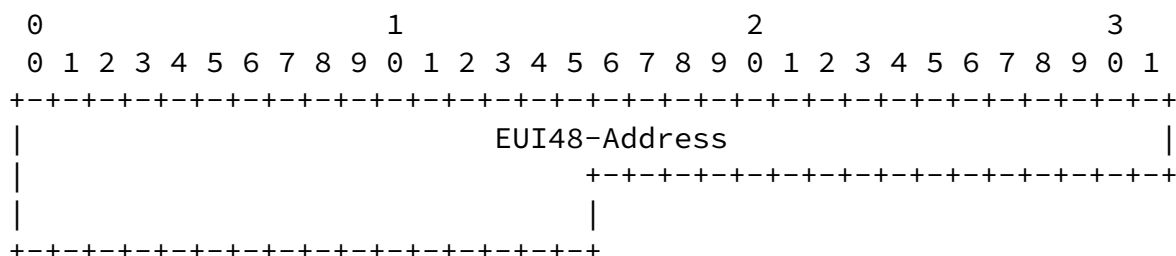 0                   1                   2                   3
 0 1 2 3 4 5 6 7 8 9 0 1 2 3 4 5 6 7 8 9 0 1 2 3 4 5 6 7 8 9 0 1
+-+-+-+-+-+-+-+-+-+-+-+-+-+-+-+-+-+-+-+-+-+-+-+-+-+-+-+-+-+-+-+-+
|                          EUI48-Address                        |
|                               +-+-+-+-+-+-+-+-+-+-+-+-+-+-+-+-+
|                               |
+-+-+-+-+-+-+-+-+-+-+-+-+-+-+-+-+